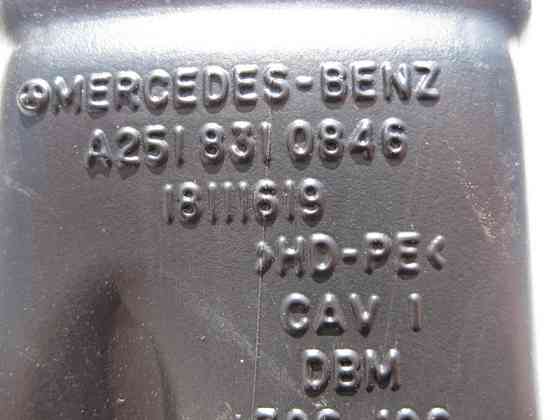 MERCEDES-BENZ
A251 831 0846
18111619
>HD-PE<
CAV 1
DBM